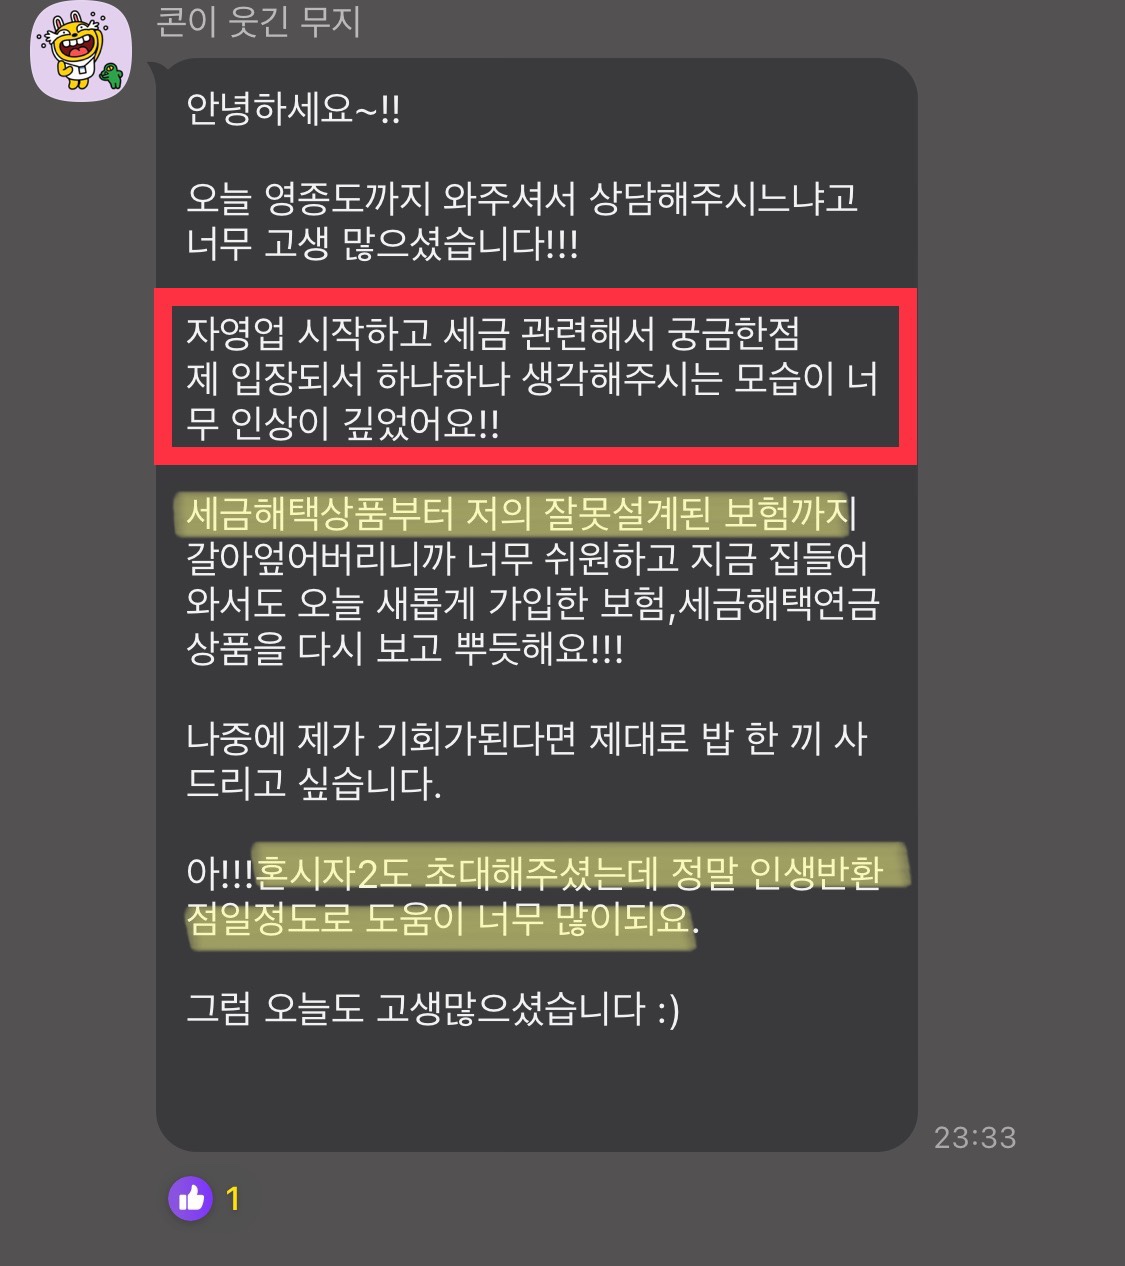 콘이 웃긴 무지
안녕하세요~!!
오늘 영종도까지 와주셔서 상담해주시느냐고
너무 고생 많으셨습니다!!!
자영업 시작하고 세금 관련해서 궁금한점
제 입장되서 하나하나 생각해주시는 모습이 너
무 인상이 깊었어요!!
세금해택상품부터 저의 잘못설계된 보험까지
갈아엎어버리니까 너무 쉬원하고 지금 집들어
와서도 오늘 새롭게 가입한 보험,세금해택연금
상품을 다시 보고 뿌듯해요!!!
나중에 제가 기회가된다면 제대로 밥 한 끼 사
드리고 싶습니다.
아!!!혼시자2도 초대해주셨는데 정말 인생반환
점일정도로 도움이 너무 많이되요.
그럼 오늘도 고생많으셨습니다 :)
23:33
1